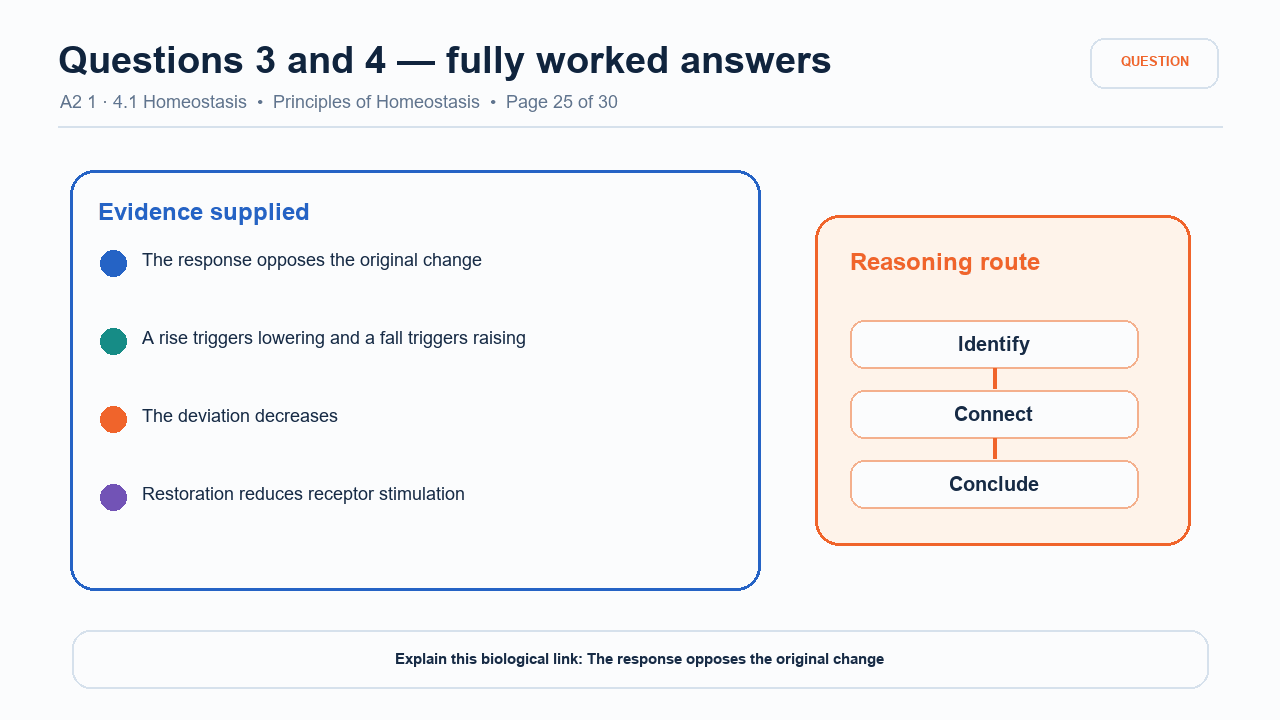 Questions 3 and 4 — fully worked answers
QUESTION
A2 1 · 4.1 Homeostasis • Principles of Homeostasis • Page 25 of 30
Evidence supplied
The response opposes the original change
A rise triggers lowering and a fall triggers raising
The deviation decreases
Restoration reduces receptor stimulation
Reasoning route
Identify
Connect
Conclude
Explain this biological link: The response opposes the original change